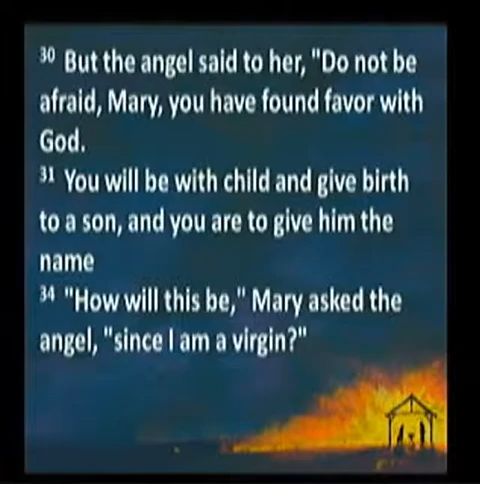 30 But the angel said to her, "Do not be
afraid, Mary, you have found favor with
God.
31 You will be with child and give birth
to a son, and you are to give him the
name
34 "How will this be," Mary asked the
angel, "since I am a virgin?"